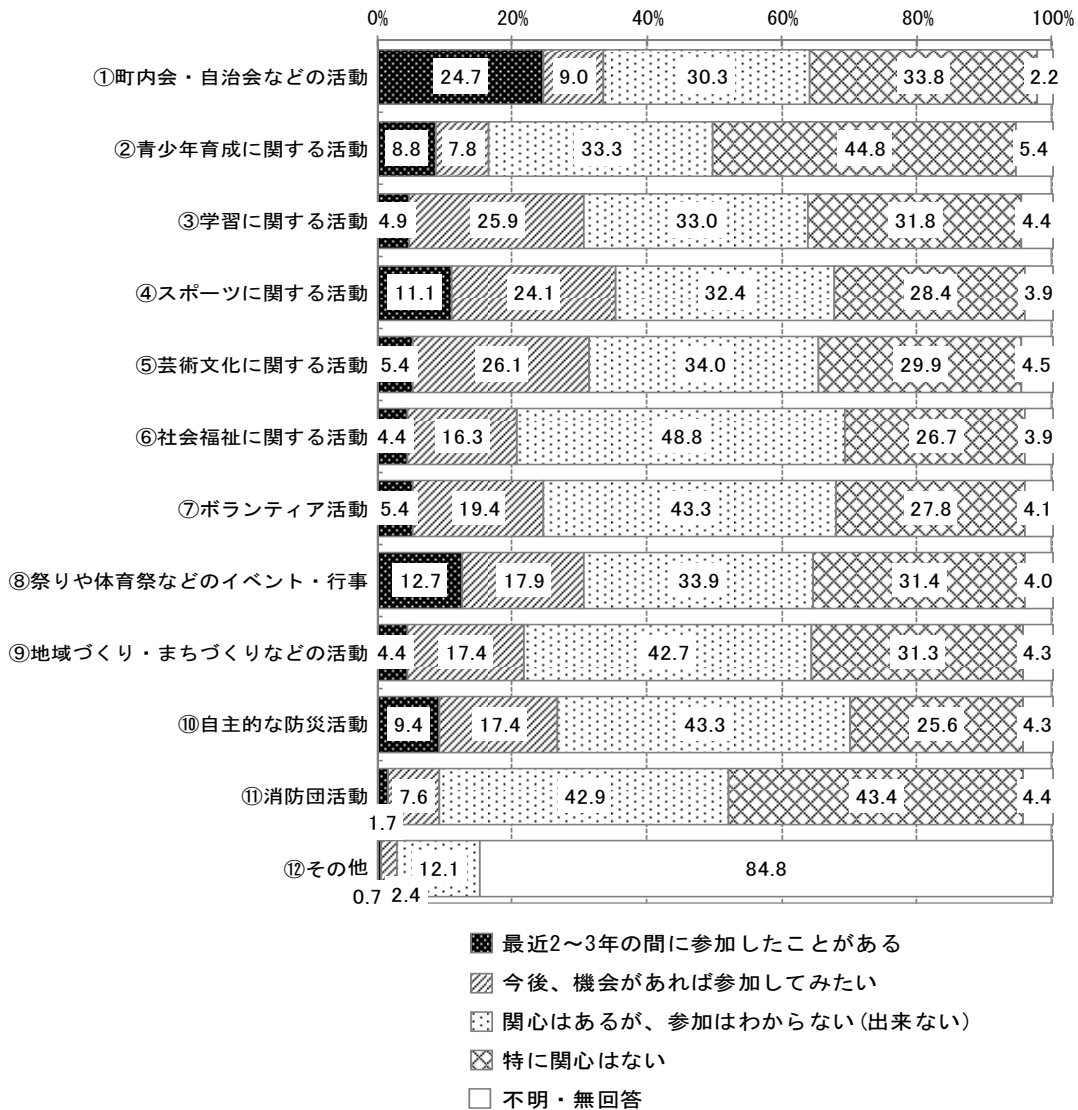 0% 20% 40% 60% 80% 100%
①町内会・自治会などの活動 24.7 9.0 30.3 33.8 2.2
②青少年育成に関する活動 8.8 7.8 33.3 44.8 5.4
③学習に関する活動 4.9 25.9 33.0 31.8 4.4
④スポーツに関する活動 11.1 24.1 32.4 28.4 3.9
⑤芸術文化に関する活動 5.4 26.1 34.0 29.9 4.5
⑥社会福祉に関する活動 4.4 16.3 48.8 26.7 3.9
⑦ボランティア活動 5.4 19.4 43.3 27.8 4.1
⑧祭りや体育祭などのイベント・行事 12.7 17.9 33.9 31.4 4.0
⑨地域づくり・まちづくりなどの活動 4.4 17.4 42.7 31.3 4.3
⑩自主的な防災活動 9.4 17.4 43.3 25.6 4.3
⑪消防団活動 7.6 42.9 43.4 4.4
1.7
⑫その他 12.1 84.8
0.7 2.4
最近2～3年の間に参加したことがある
今後、機会があれば参加してみたい
関心はあるが、参加はわからない(出来ない)
特に関心はない
不明・無回答